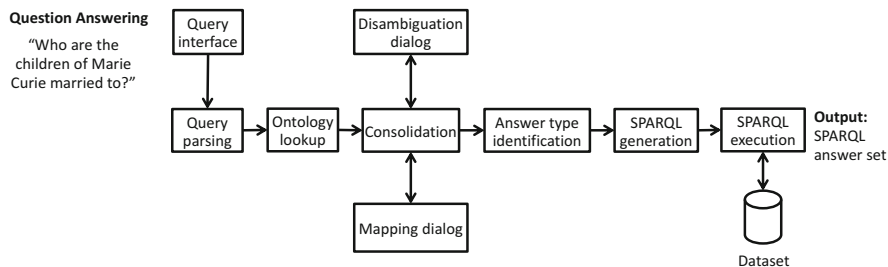 Question Answering
“Who are the
children of Marie
Curie married to?”
Query
interface
Disambiguation
dialog
Query
parsing
Ontology
lookup
Consolidation
Answer type
identification
SPARQL
generation
SPARQL
execution
Output:
SPARQL
answer set
Mapping dialog
Dataset